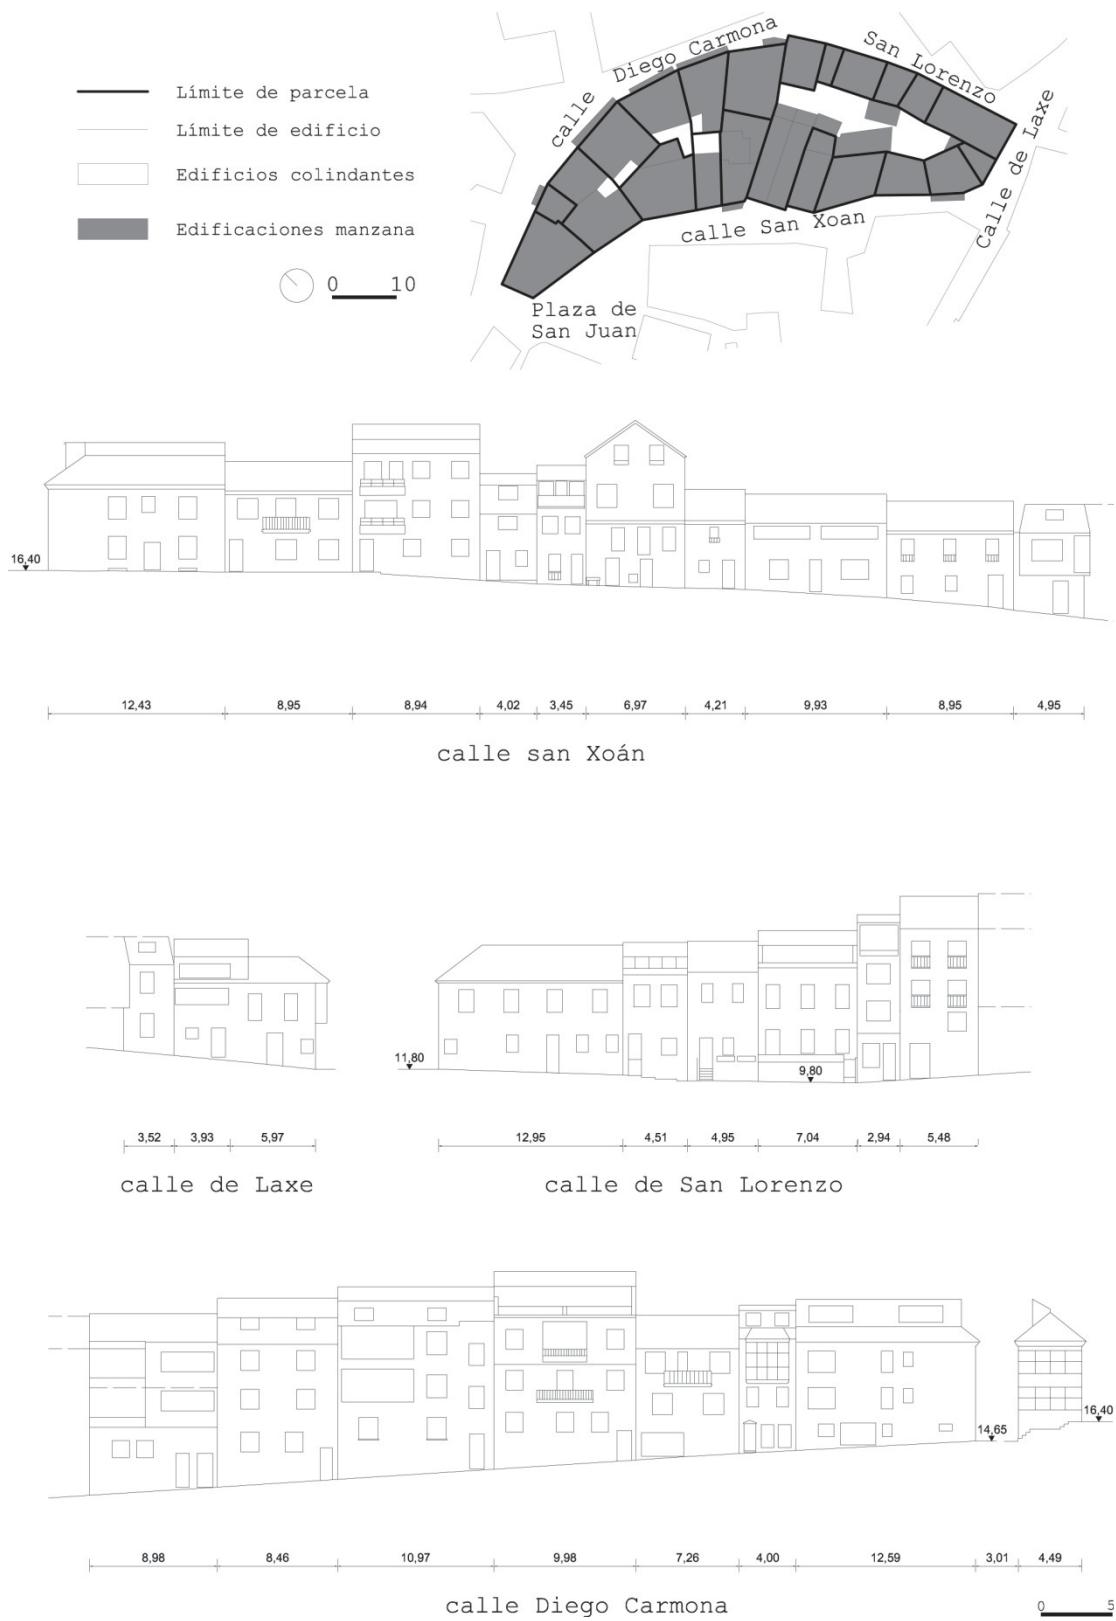 Límite de parcela
Límite de edificio
Edificios colindantes
Edificaciones manzana
0 10
calle Diego Carmona
San Lorenzo
Calle de Laxe
calle San Xoan
Plaza de
San Juan
16,40
12,43 8,95 8,94 4,02 3,45 6,97 4,21 9,93 8,95 4,95
calle san Xoán
11,80
9,80
3,52 3,93 5,97
12,95 4,51 4,95 7,04 2,94 5,48
calle de Laxe
calle de San Lorenzo
14,65
16,40
8,98 8,46 10,97 9,98 7,26 4,00 12,59 3,01 4,49
calle Diego Carmona
0 5